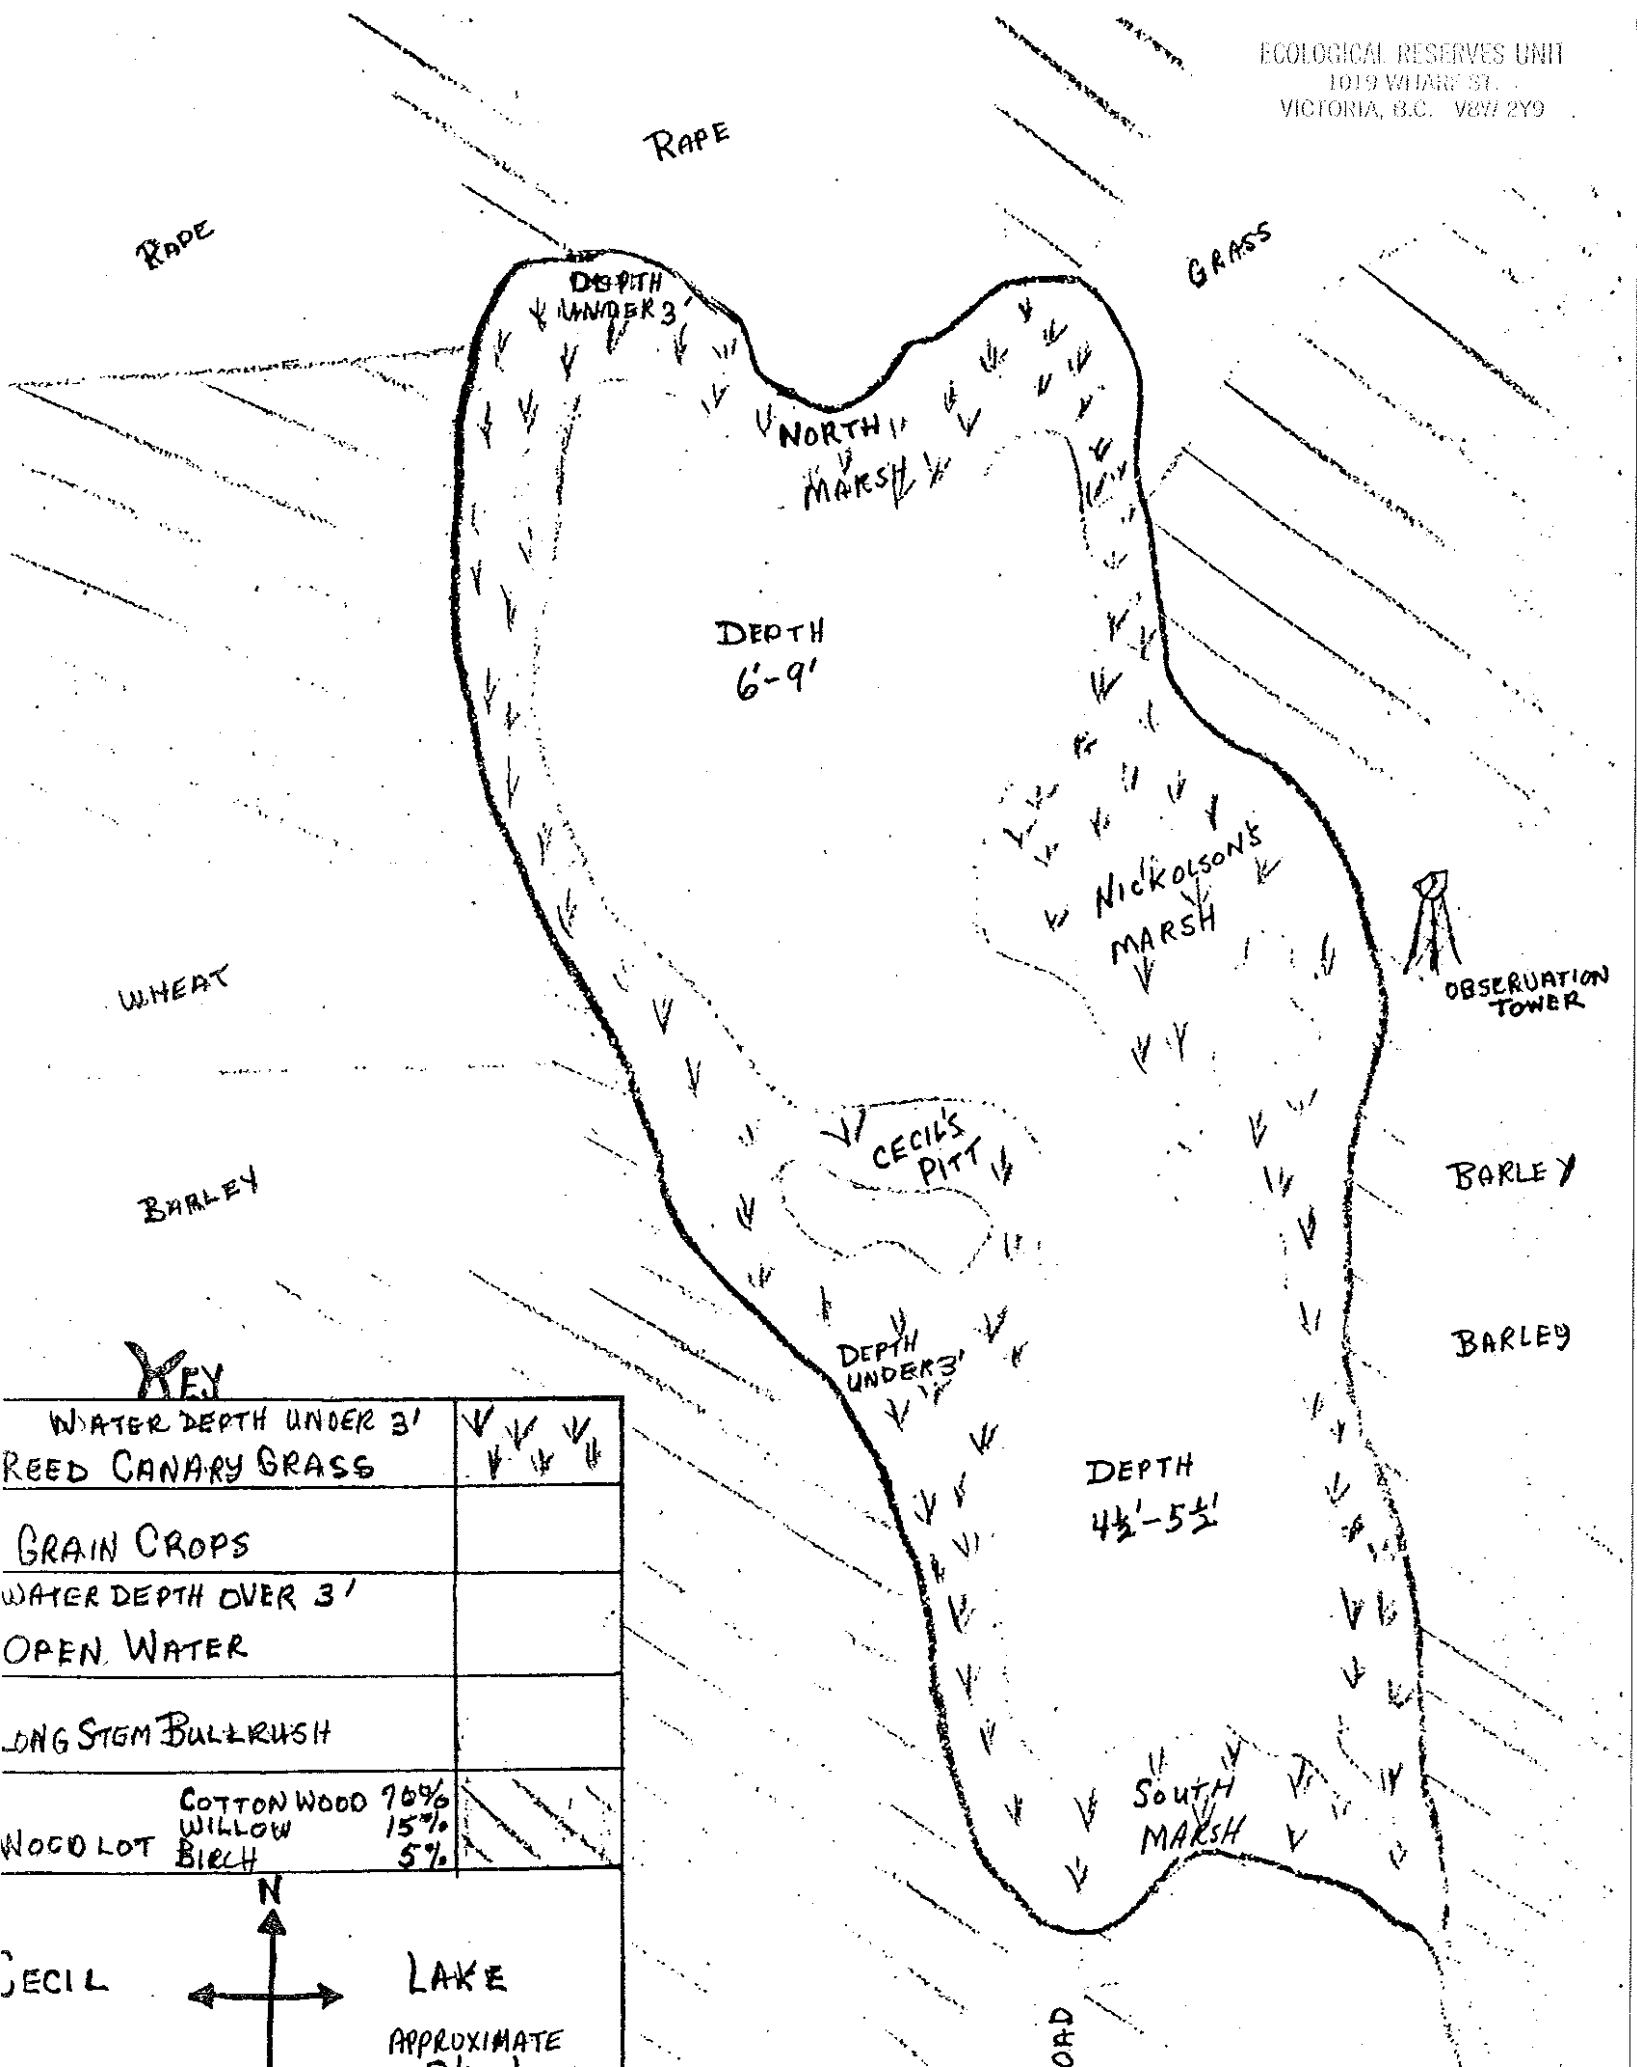 ECOLOGICAL RESERVES UNIT
1019 WHARF ST.
VICTORIA, B.C. V8W 2Y9
RAPE
RAPE
GRASS
DEPTH
UNDER 3'
NORTH
MARSH
DEPTH
6'-9'
NICKOLSON'S
MARSH
OBSERVATION
TOWER
WHEAT
CECIL'S
PITT
BARLEY
BARLEY
BARLEY
DEPTH
UNDER 3'
DEPTH
4½'-5½'
SOUTH
MARSH
KEY
WATER DEPTH UNDER 3'
REED CANARY GRASS
GRAIN CROPS
WATER DEPTH OVER 3'
OPEN WATER
LONG STEM BULLRUSH
COTTON WOOD 70%
WILLOW 15%
WOOD LOT BIRCH 5%
N
CECIL LAKE
APPROXIMATE
OAD